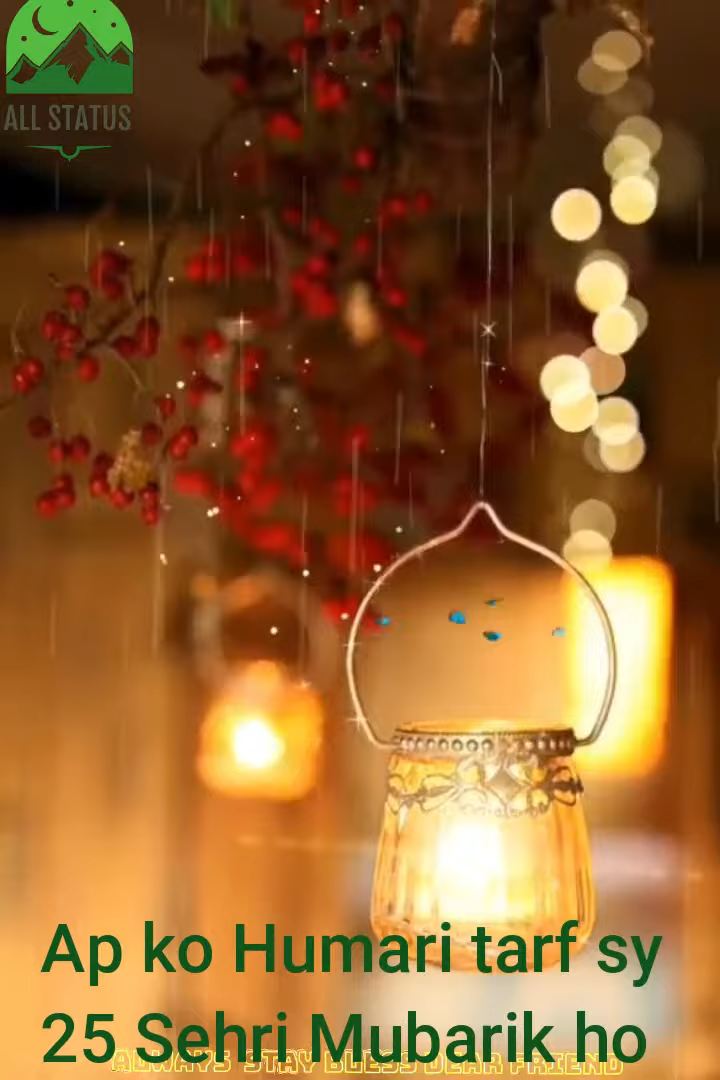 ALL STATUS
Ap ko Humari tarf sy
25 Sehri Mubarik ho
ALWAYS STAY BLESS DEAR FRIEND